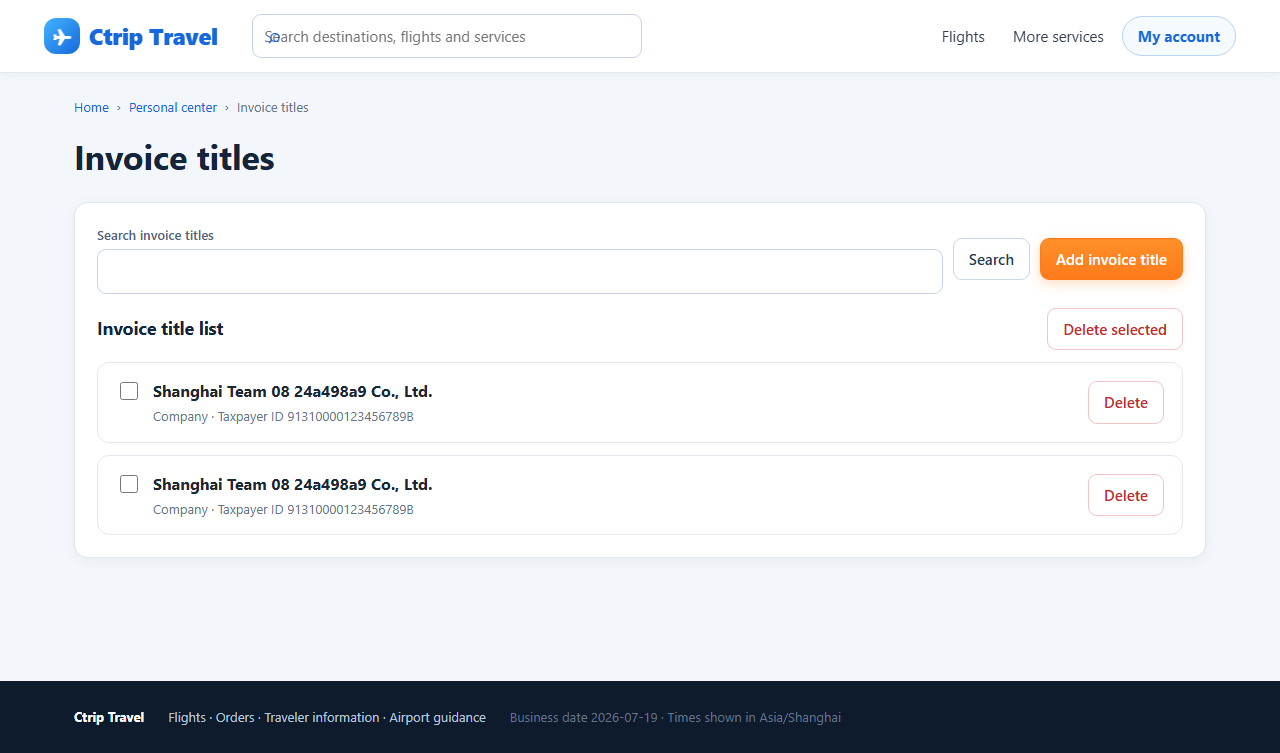 Ctrip Travel
Search destinations, flights and services
Flights
More services
My account
Home › Personal center › Invoice titles
Invoice titles
Search invoice titles
Search
Add invoice title
Invoice title list
Delete selected
Shanghai Team 08 24a498a9 Co., Ltd.
Company · Taxpayer ID 91310000123456789B
Delete
Shanghai Team 08 24a498a9 Co., Ltd.
Company · Taxpayer ID 91310000123456789B
Delete
Ctrip Travel Flights · Orders · Traveler information · Airport guidance Business date 2026-07-19 · Times shown in Asia/Shanghai